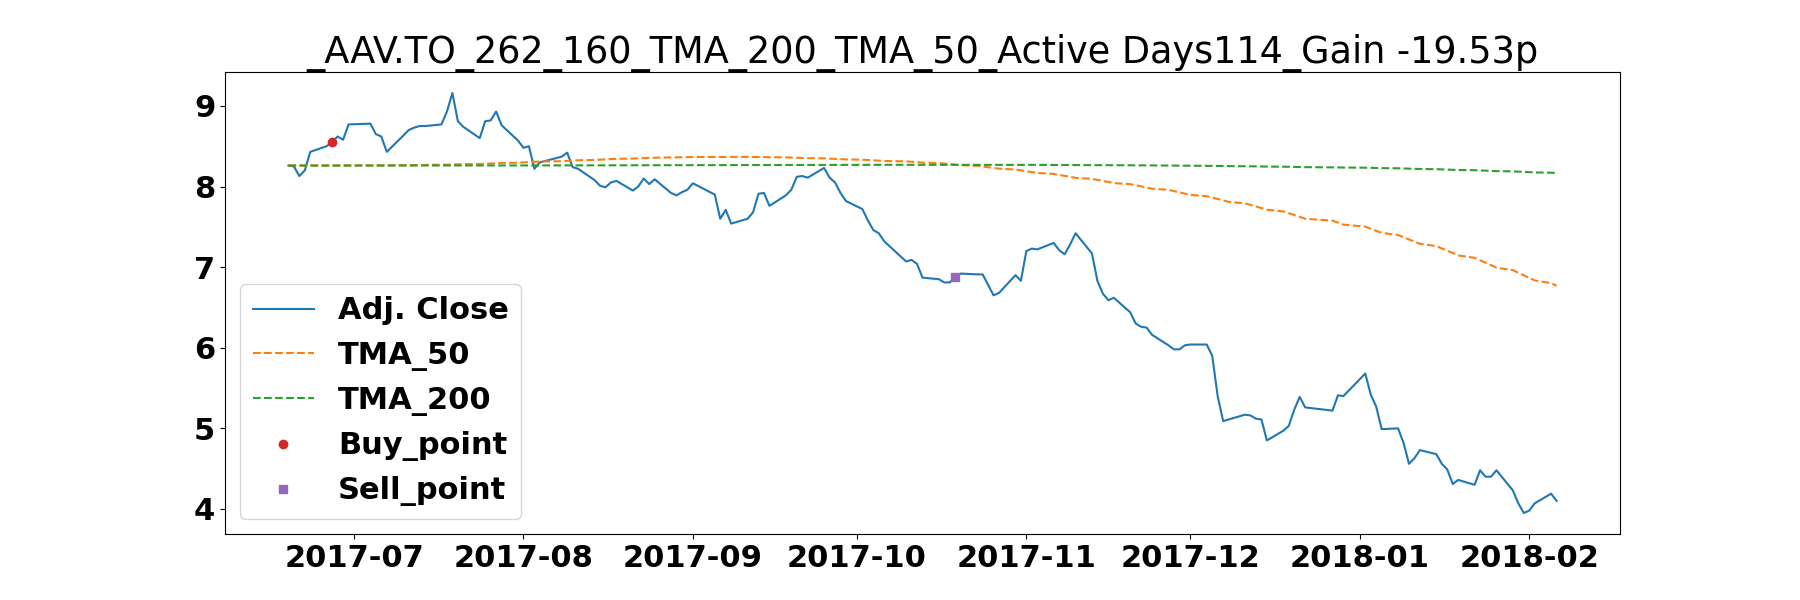 _AAV.TO_262_160_TMA_200_TMA_50_Active Days114_Gain -19.53p
9
8
7
6
5
4
Adj. Close
TMA_50
TMA_200
Buy_point
Sell_point
2017-07 2017-08 2017-09 2017-10 2017-11 2017-12 2018-01 2018-02